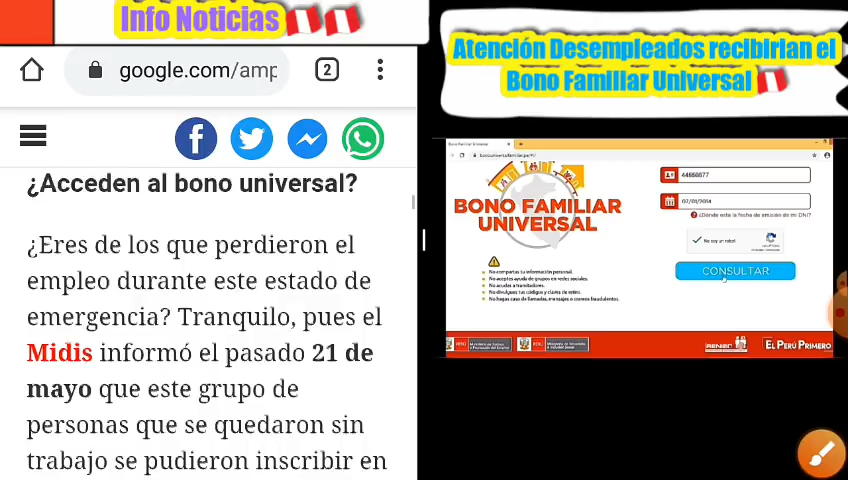 Info Noticias
google.com/amp
2
¿Acceden al bono universal?
¿Eres de los que perdieron el
empleo durante este estado de
emergencia? Tranquilo, pues el
Midis informó el pasado 21 de
mayo que este grupo de
personas que se quedaron sin
trabajo se pudieron inscribir en
Atención Desempleados recibirían el
Bono Familiar Universal
Bono Familiar Universal
BONO FAMILIAR
UNIVERSAL
No compartas tu información personal.
No aceptes ayuda de grupos en redes sociales.
No acudas a tramitadores.
No divulgues tus códigos y claves de retiro.
No hagas caso de llamadas, mensajes o correos fraudulentos.
02/01/2014
¿Dónde está la fecha de emisión de mi DNI?
No soy un robot
CONSULTAR
RENIEC
EL PERÚ PRIMERO